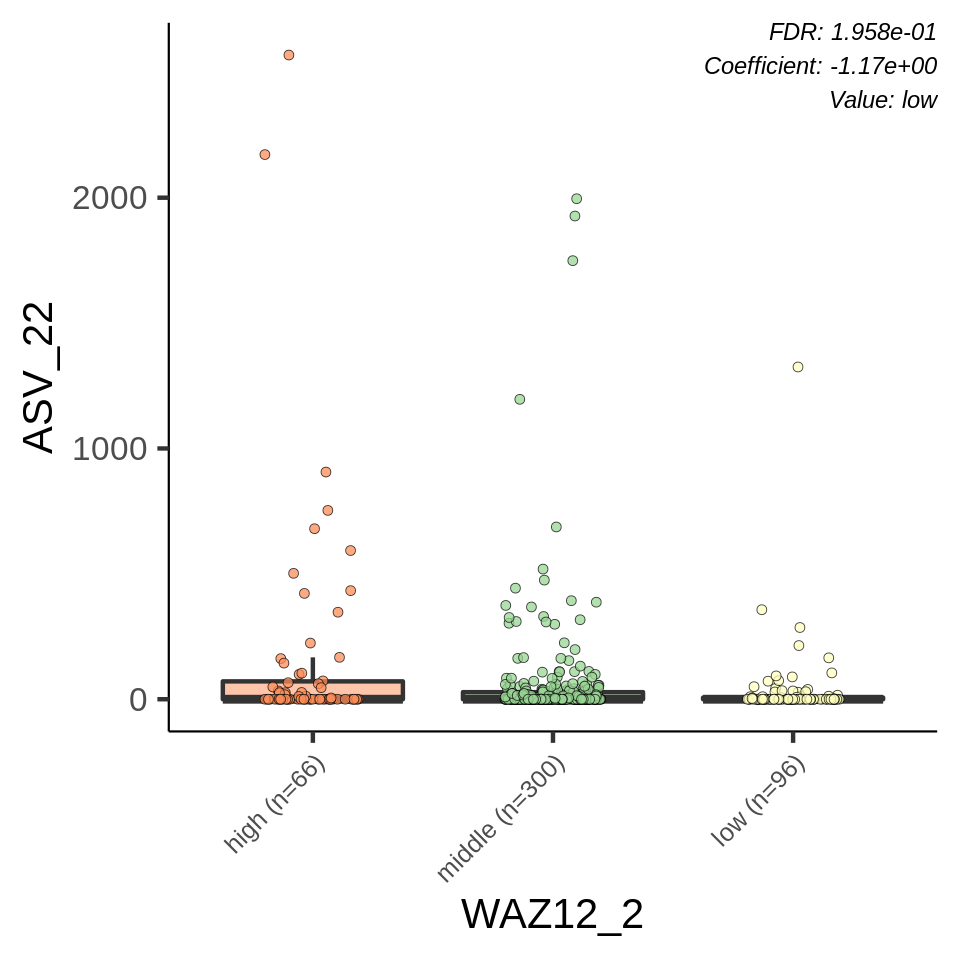 FDR: 1.958e-01
Coefficient: -1.17e+00
Value: low
2000
1000
0
ASV_22
high (n=66)
middle (n=300)
low (n=96)
WAZ12_2